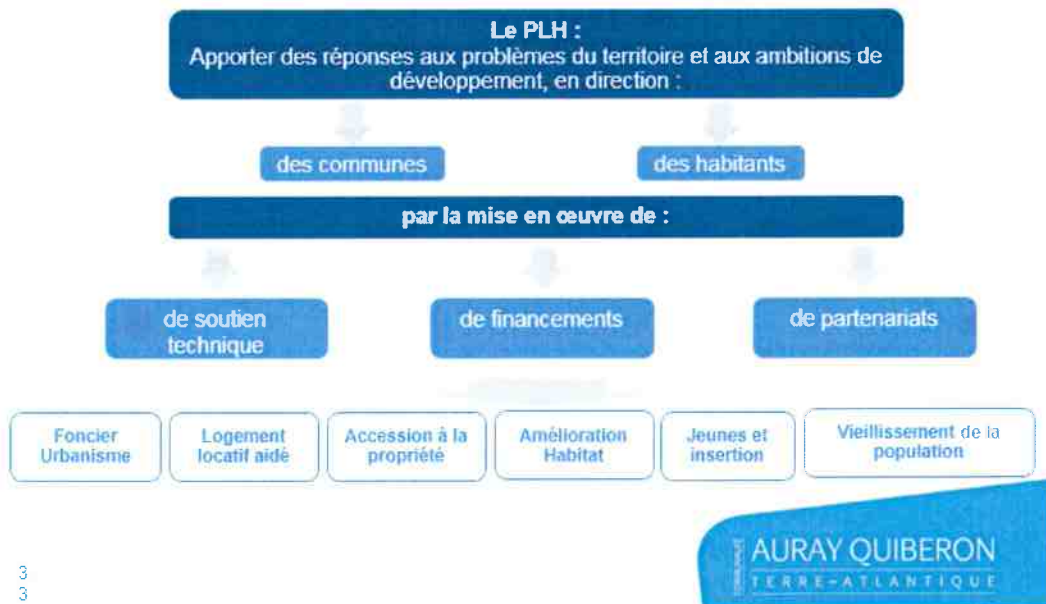 Le PLH :
Apporter des réponses aux problèmes du territoire et aux ambitions de
développement, en direction :
des communes
des habitants
par la mise en œuvre de :
de soutien
technique
de financements
de partenariats
Foncier
Urbanisme
Logement
locatif aidé
Accession à la
propriété
Amélioration
Habitat
Jeunes et
insertion
Vieillissement de la
population
COMMUNAUTÉ
AURAY QUIBERON
TERRE-ATLANTIQUE
3
3